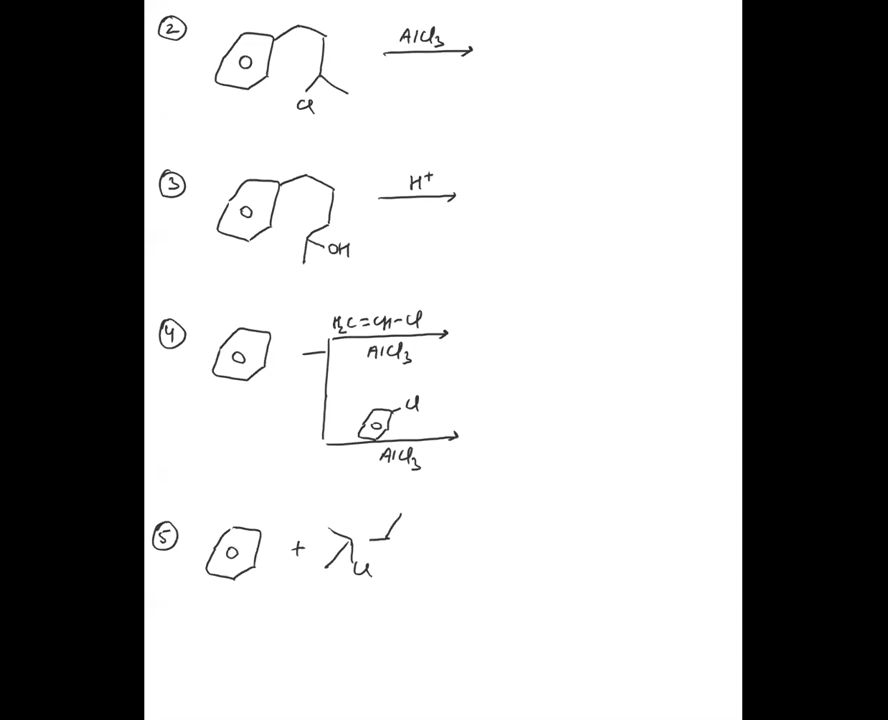 ② AlCl3
Cl
③ H+
OH
④ H2C=CH-Cl
AlCl3
Cl
AlCl3
⑤ +
Cl